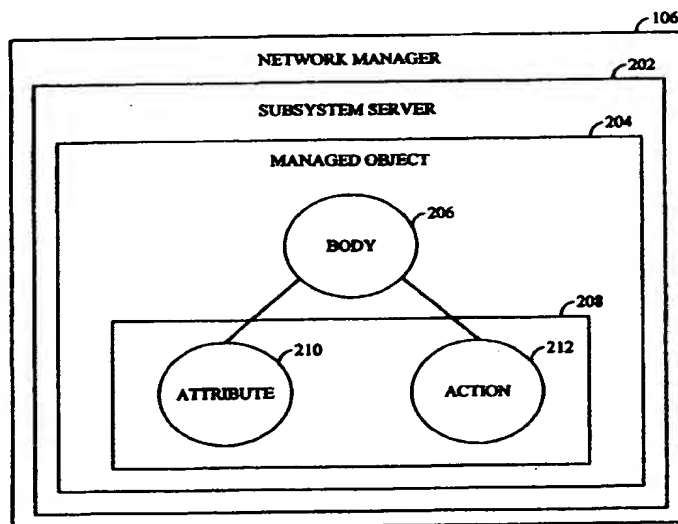 106
NETWORK MANAGER
202
SUBSYSTEM SERVER
204
MANAGED OBJECT
206
BODY
208
210
212
ATTRIBUTE
ACTION